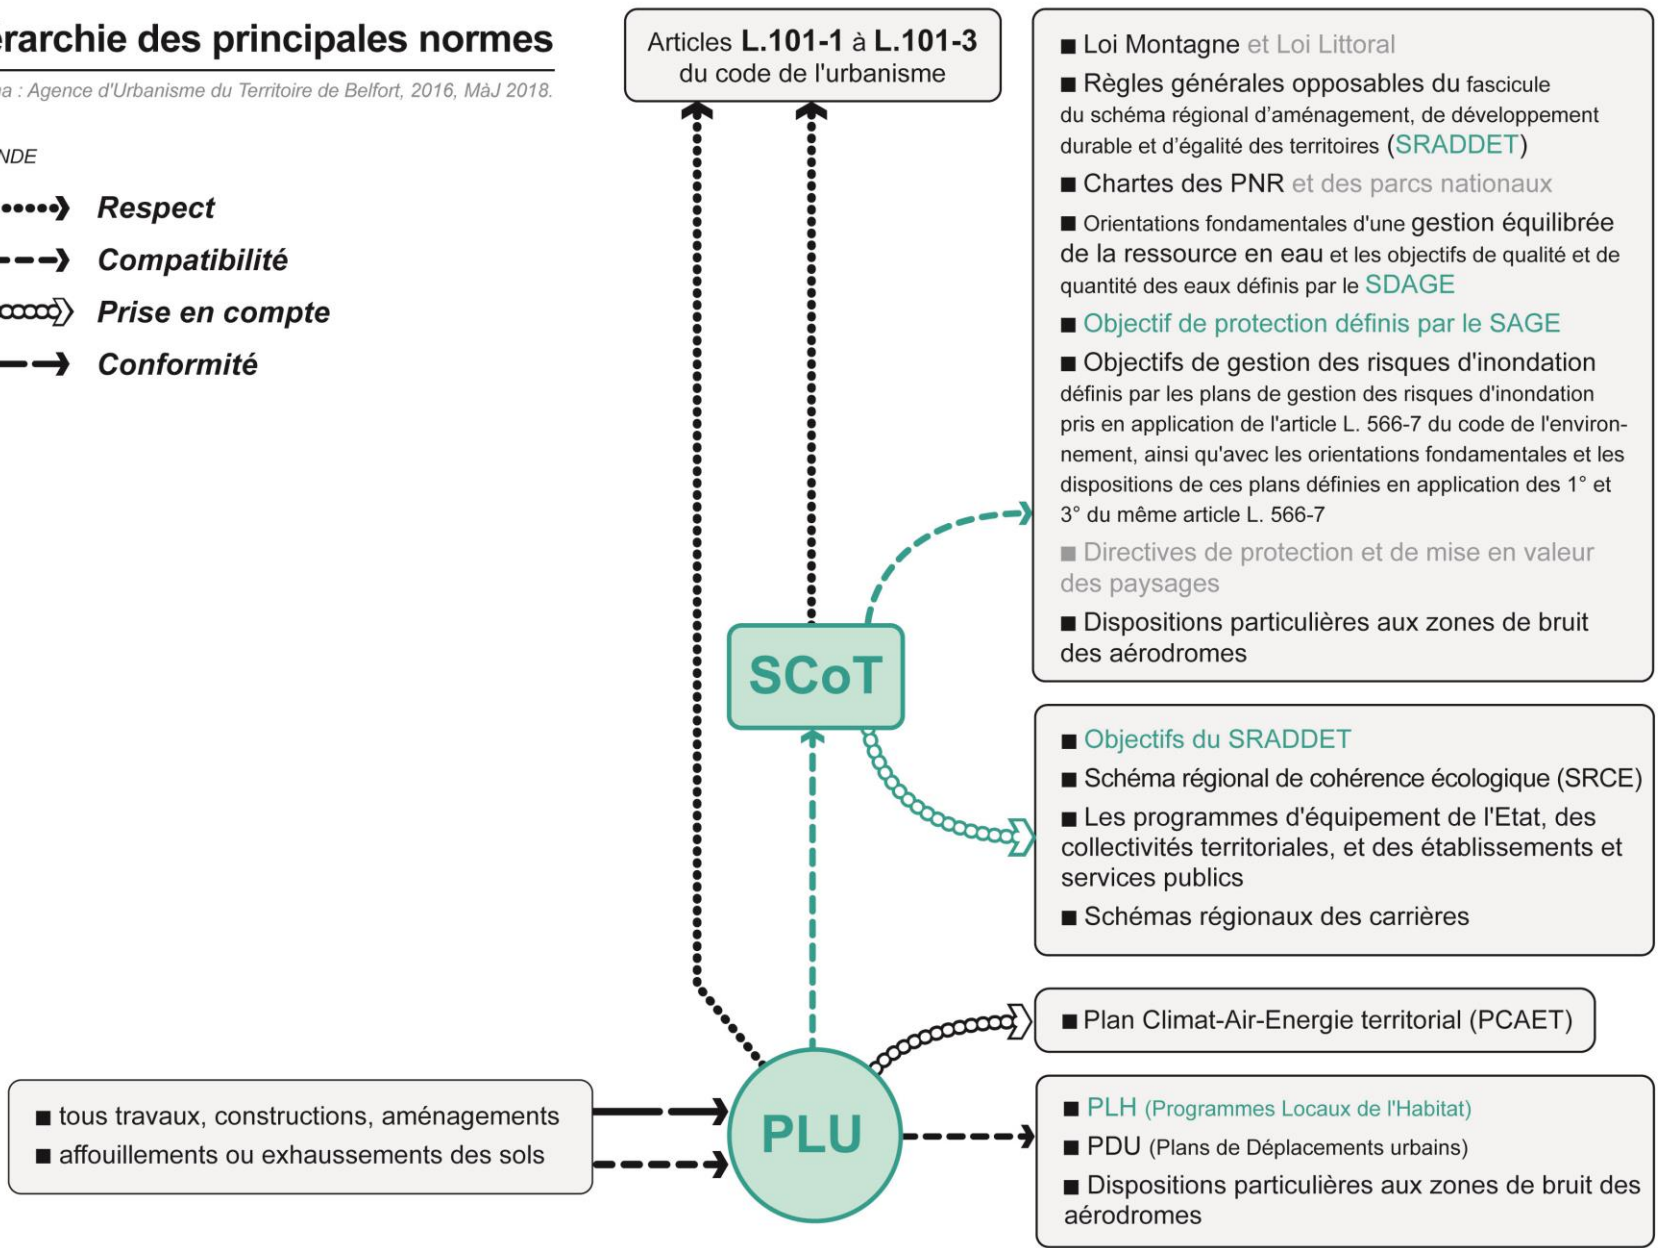 érarchie des principales normes
a : Agence d'Urbanisme du Territoire de Belfort, 2016, MàJ 2018.
NDE
Respect
Compatibilité
Prise en compte
Conformité
Articles L.101-1 à L.101-3
du code de l'urbanisme
■ Loi Montagne et Loi Littoral
■ Règles générales opposables du fascicule
du schéma régional d’aménagement, de développement
durable et d’égalité des territoires (SRADDET)
■ Chartes des PNR et des parcs nationaux
■ Orientations fondamentales d'une gestion équilibrée
de la ressource en eau et les objectifs de qualité et de
quantité des eaux définis par le SDAGE
■ Objectif de protection définis par le SAGE
■ Objectifs de gestion des risques d'inondation
définis par les plans de gestion des risques d'inondation
pris en application de l'article L. 566-7 du code de l'environ-
nement, ainsi qu'avec les orientations fondamentales et les
dispositions de ces plans définies en application des 1° et
3° du même article L. 566-7
■ Directives de protection et de mise en valeur
des paysages
■ Dispositions particulières aux zones de bruit
des aérodromes
SCoT
■ Objectifs du SRADDET
■ Schéma régional de cohérence écologique (SRCE)
■ Les programmes d'équipement de l'Etat, des
collectivités territoriales, et des établissements et
services publics
■ Schémas régionaux des carrières
■ Plan Climat-Air-Energie territorial (PCAET)
■ tous travaux, constructions, aménagements
■ affouillements ou exhaussements des sols
PLU
■ PLH (Programmes Locaux de l'Habitat)
■ PDU (Plans de Déplacements urbains)
■ Dispositions particulières aux zones de bruit des
aérodromes